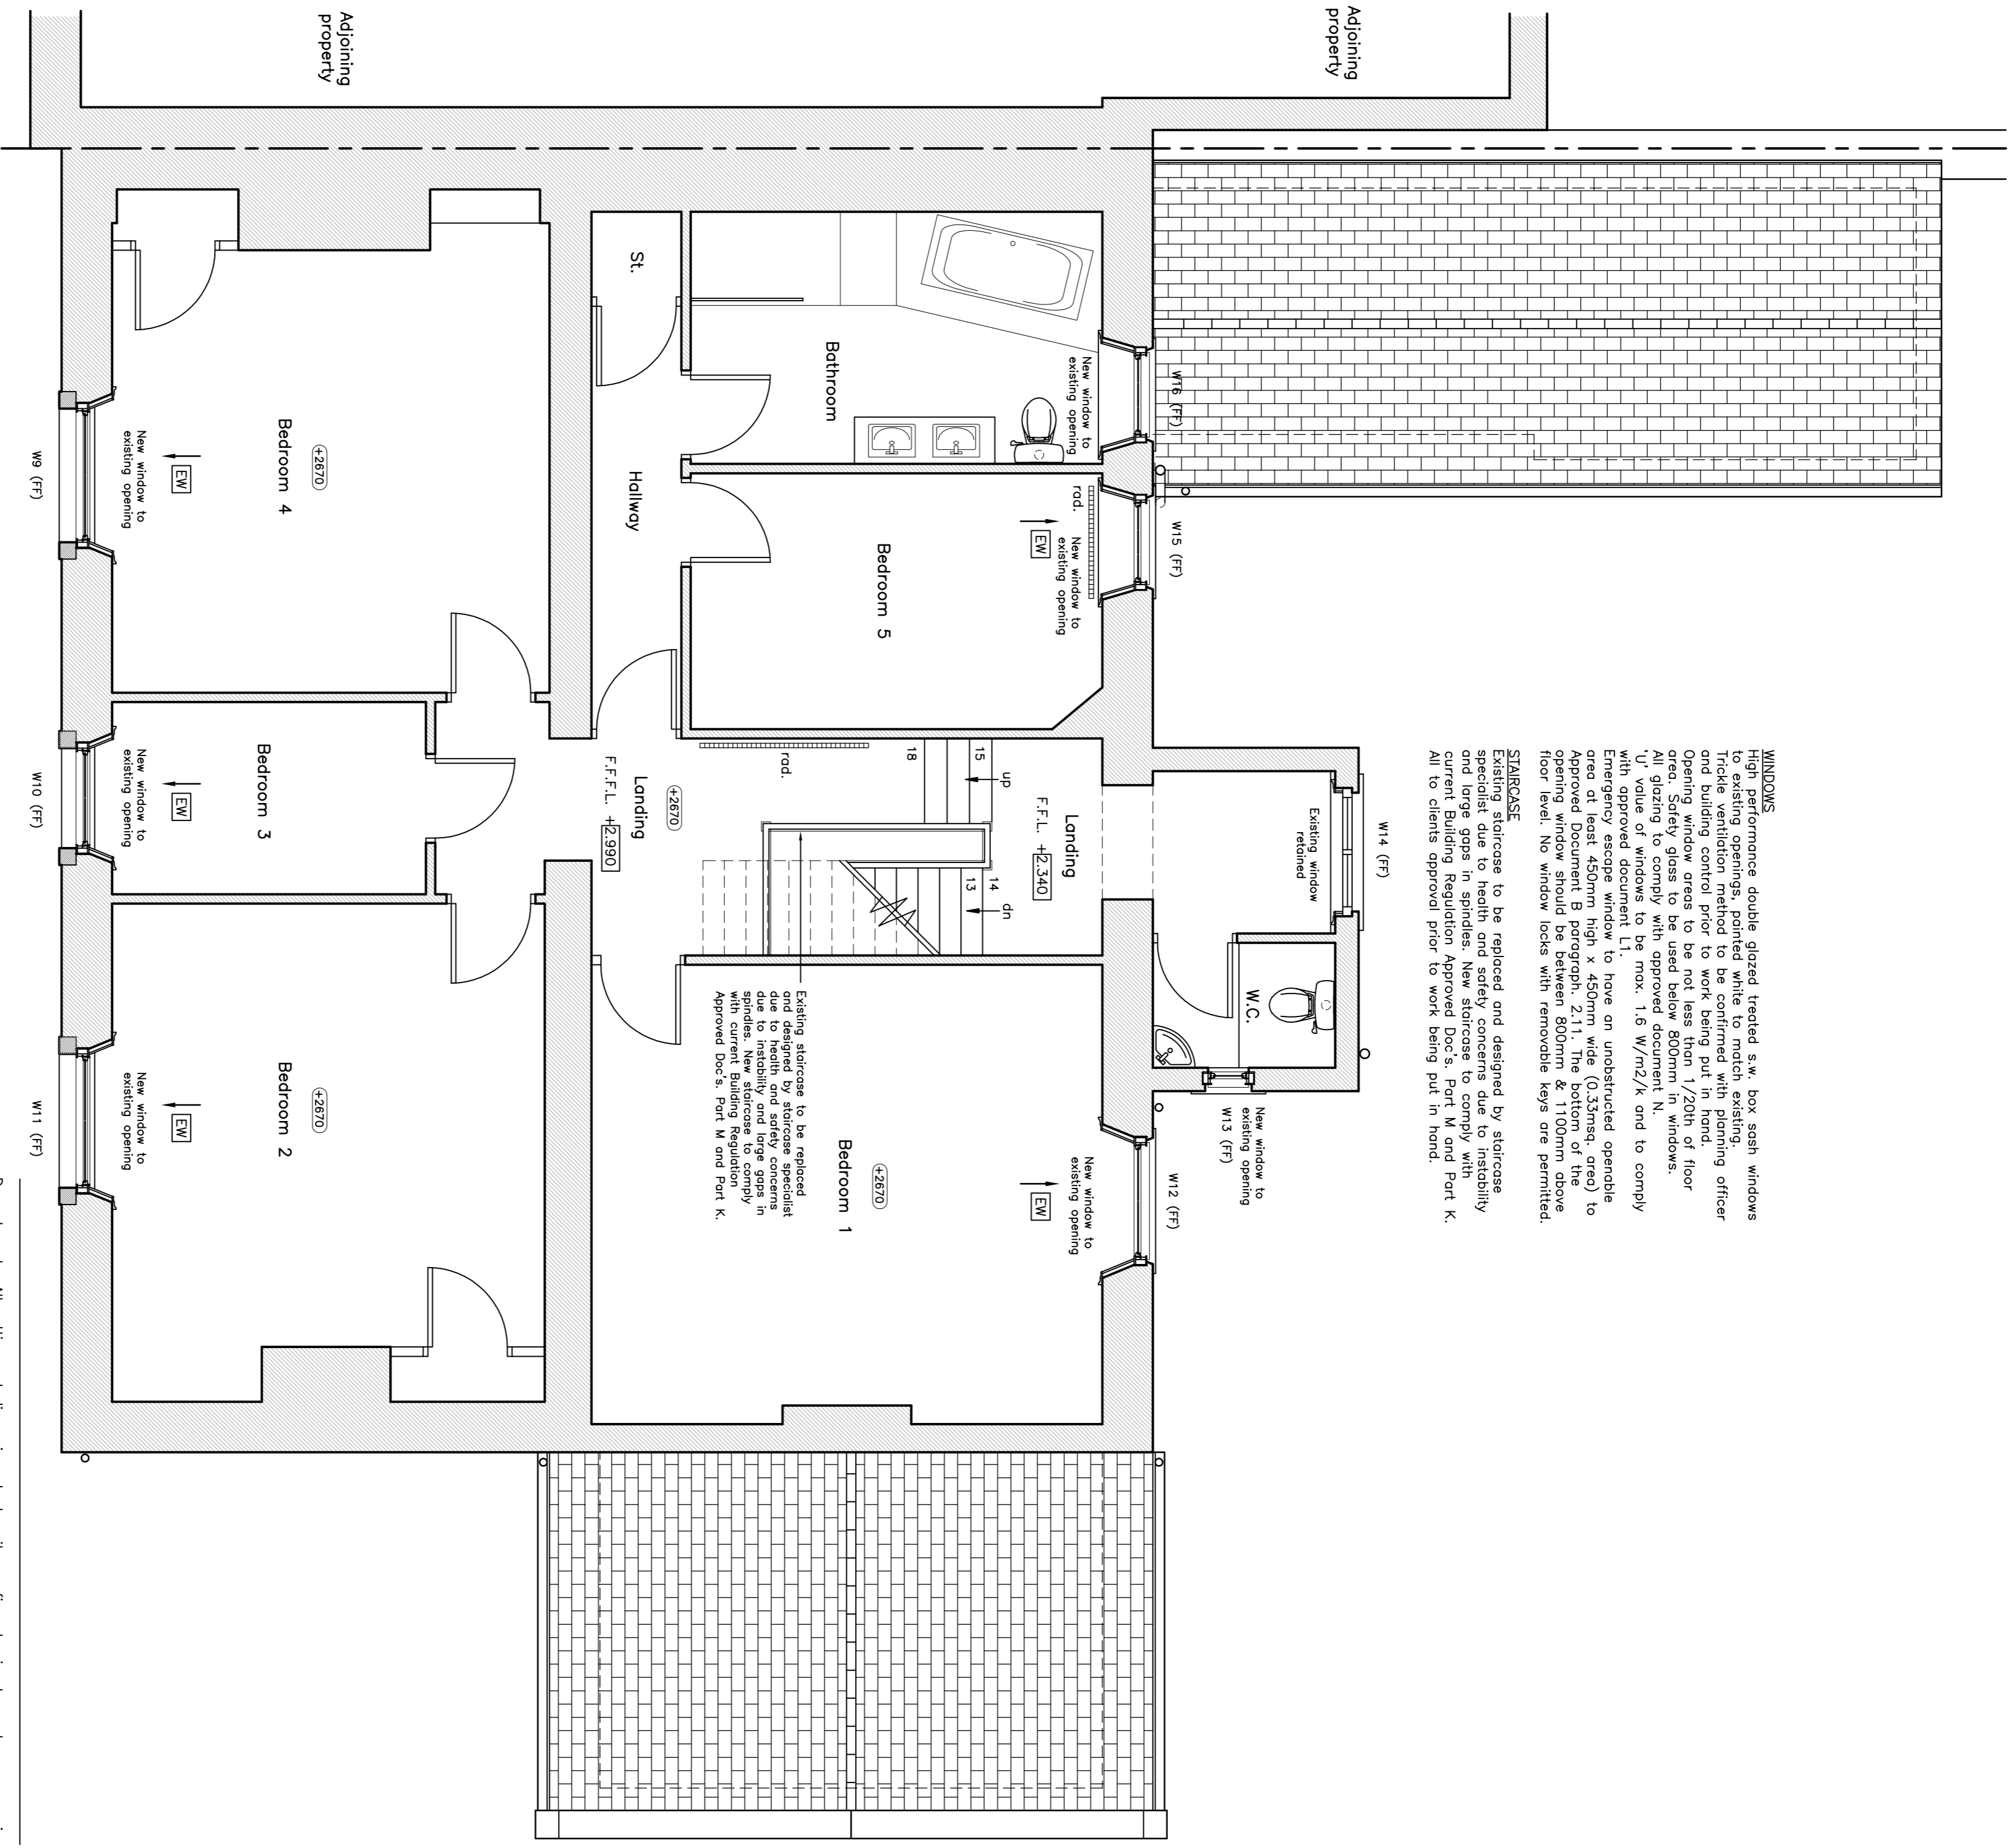 WINDOWS
High performance double glazed treated s.w. box sash windows
to existing openings, painted white to match existing.
Trickle ventilation method to be confirmed with planning officer
and building control prior to work being put in hand.
Opening window areas to be not less than 1/20th of floor
area. Safety glass to be used below 800mm in windows.
All glazing to comply with approved document N.
'U' value of windows to be max. 1.6 W/m2/k and to comply
with approved document L1.
Emergency escape window to have an unobstructed openable
area at least 450mm high x 450mm wide (0.33msq. area) to
Approved Document B paragraph. 2.11. The bottom of the
opening window should be between 800mm & 1100mm above
floor level. No window locks with removable keys are permitted.
STAIRCASE
Existing staircase to be replaced and designed by staircase
specialist due to health and safety concerns due to instability
and large gaps in spindles. New staircase to comply with
current Building Regulation Approved Doc's. Part M and Part K.
All to clients approval prior to work being put in hand.
Adjoining
property
W14 (FF)
Existing window
retained
W.C.
New window to
existing opening
W13 (FF)
W16 (FF)
W15 (FF)
W12 (FF)
New window to
existing opening
rad.
New window to
existing opening
EW
New window to
existing opening
EW
Bathroom
Bedroom 5
Landing
F.F.L. +2.340
up
15
18
14
13
dn
rad.
+2670
Bedroom 1
Existing staircase to be replaced
and designed by staircase specialist
due to health and safety concerns
due to instability and large gaps in
spindles. New staircase to comply
with current Building Regulation
Approved Doc's. Part M and Part K.
St.
Hallway
+2670
Landing
F.F.F.L. +2.990
Adjoining
property
+2670
Bedroom 4
EW
New window to
existing opening
W9 (FF)
Bedroom 3
EW
New window to
existing opening
W10 (FF)
+2670
Bedroom 2
EW
New window to
existing opening
W11 (FF)